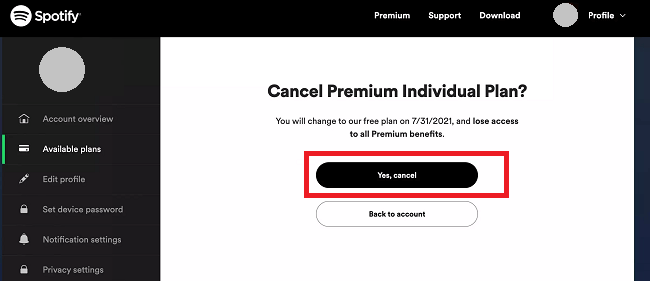 Spotify
Premium Support Download Profile
Account overview
Available plans
Edit profile
Set device password
Notification settings
Privacy settings
Cancel Premium Individual Plan?
You will change to our free plan on 7/31/2021, and lose access
to all Premium benefits.
Yes, cancel
Back to account